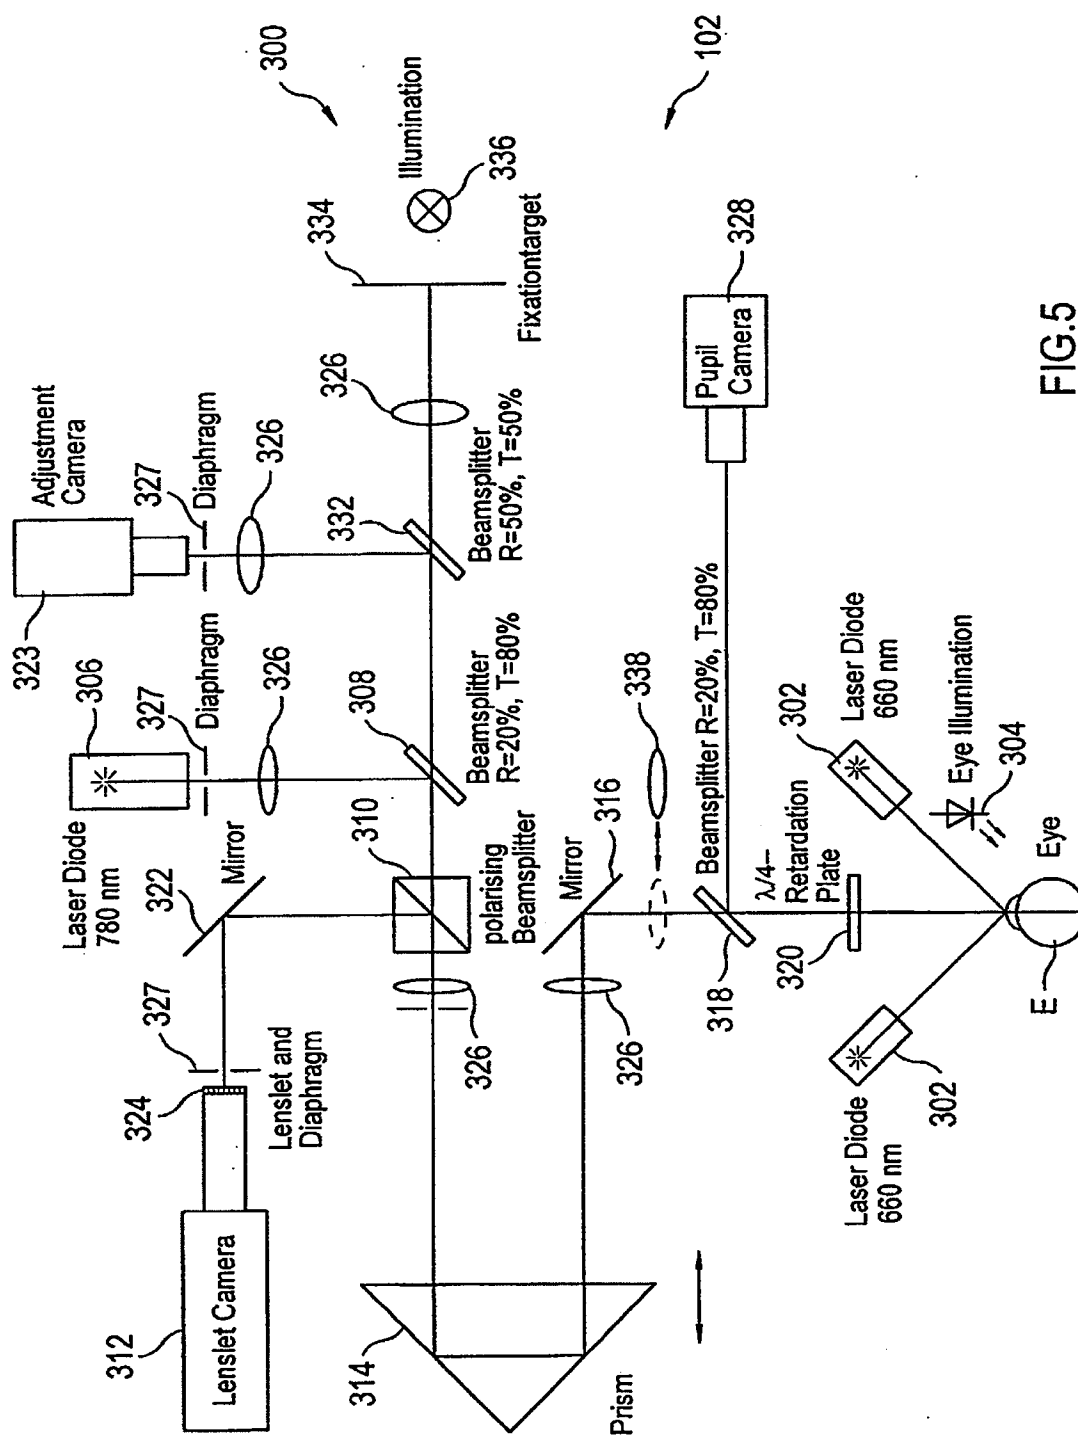 300
102
Illumination
336
334
Fixationtarget
326
Adjustment
Camera
327
Diaphragm
326
323
332
Beamsplitter
R=50%, T=50%
328
Pupil
Camera
FIG.5
306
327
Diaphragm
326
Laser Diode
780 nm
308
Beamsplitter
R=20%, T=80%
310
polarising
Beamsplitter
322
Mirror
316
Mirror
338
Beamsplitter R=20%, T=80%
318
λ/4–
Retardation
Plate
320
302
Laser Diode
660 nm
Eye Illumination
304
Eye
E
302
Laser Diode
660 nm
326
326
327
324
Lenslet and
Diaphragm
312
Lenslet Camera
314
Prism